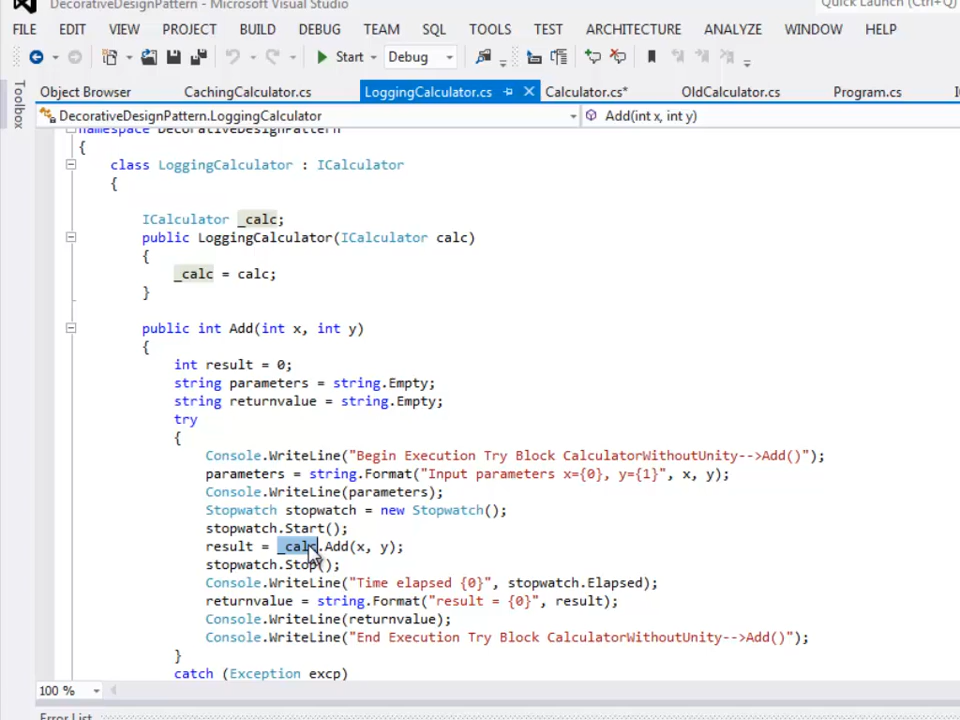 DecorativeDesignPattern - Microsoft Visual Studio
Quick Launch (Ctrl+Q)
FILE EDIT VIEW PROJECT BUILD DEBUG TEAM SQL TOOLS TEST ARCHITECTURE ANALYZE WINDOW HELP
Start Debug
Toolbox
Object Browser CachingCalculator.cs LoggingCalculator.cs Calculator.cs* OldCalculator.cs Program.cs
DecorativeDesignPattern.LoggingCalculator Add(int x, int y)
namespace DecorativeDesignPattern
{
class LoggingCalculator : ICalculator
{
ICalculator _calc;
public LoggingCalculator(ICalculator calc)
{
_calc = calc;
}
public int Add(int x, int y)
{
int result = 0;
string parameters = string.Empty;
string returnvalue = string.Empty;
try
{
Console.WriteLine("Begin Execution Try Block CalculatorWithoutUnity-->Add()");
parameters = string.Format("Input parameters x={0}, y={1}", x, y);
Console.WriteLine(parameters);
Stopwatch stopwatch = new Stopwatch();
stopwatch.Start();
result = _calc.Add(x, y);
stopwatch.Stop();
Console.WriteLine("Time elapsed {0}", stopwatch.Elapsed);
returnvalue = string.Format("result = {0}", result);
Console.WriteLine(returnvalue);
Console.WriteLine("End Execution Try Block CalculatorWithoutUnity-->Add()");
}
catch (Exception excp)
100 %
Error List